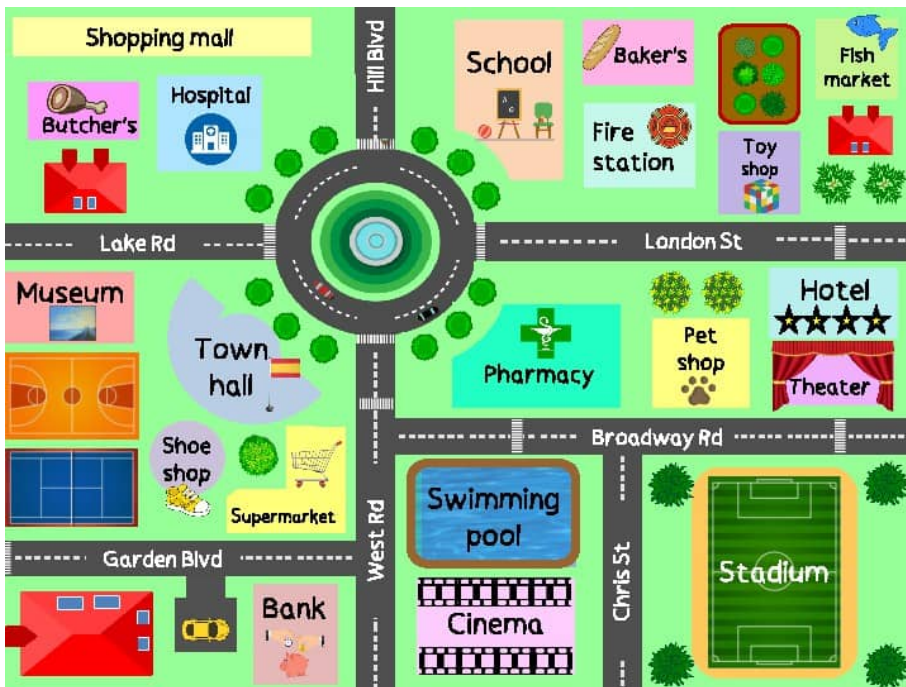 Shopping mall
Hill Blvd
School
Baker's
Fish
market
Butcher's
Hospital
Fire
station
Toy
shop
Lake Rd
London St
Museum
Town
hall
Pharmacy
Pet
shop
Hotel
Theater
Shoe
shop
Supermarket
Broadway Rd
West Rd
Swimming
pool
Chris St
Stadium
Garden Blvd
Bank
Cinema